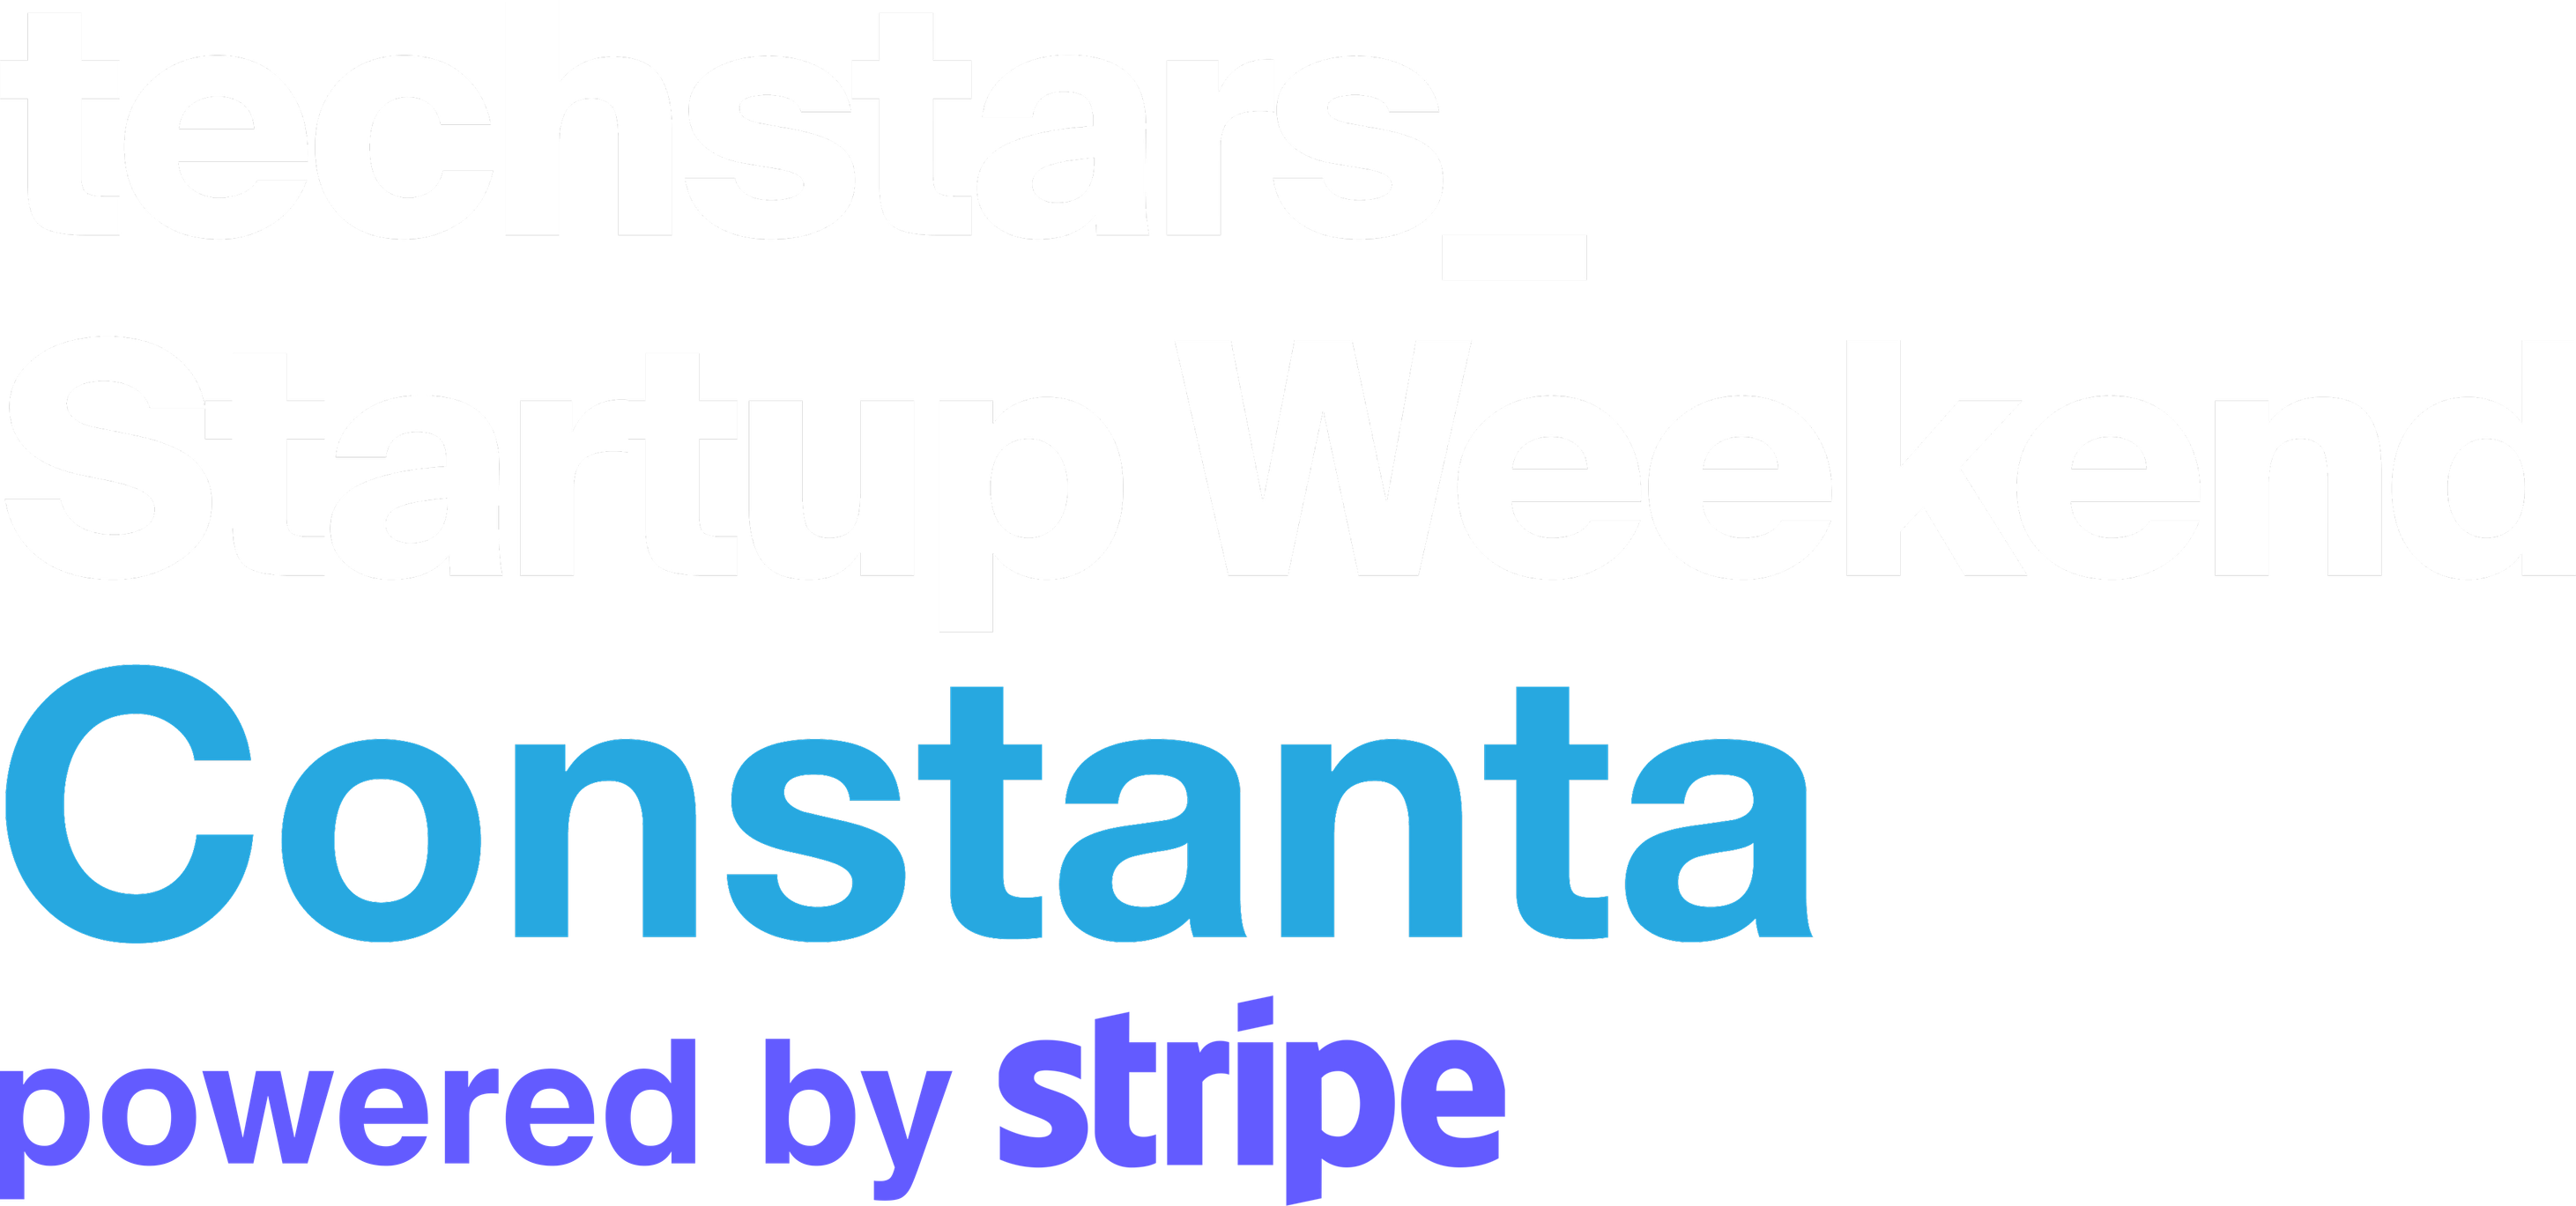 techstars_
Startup Weekend
Constanta
powered by stripe